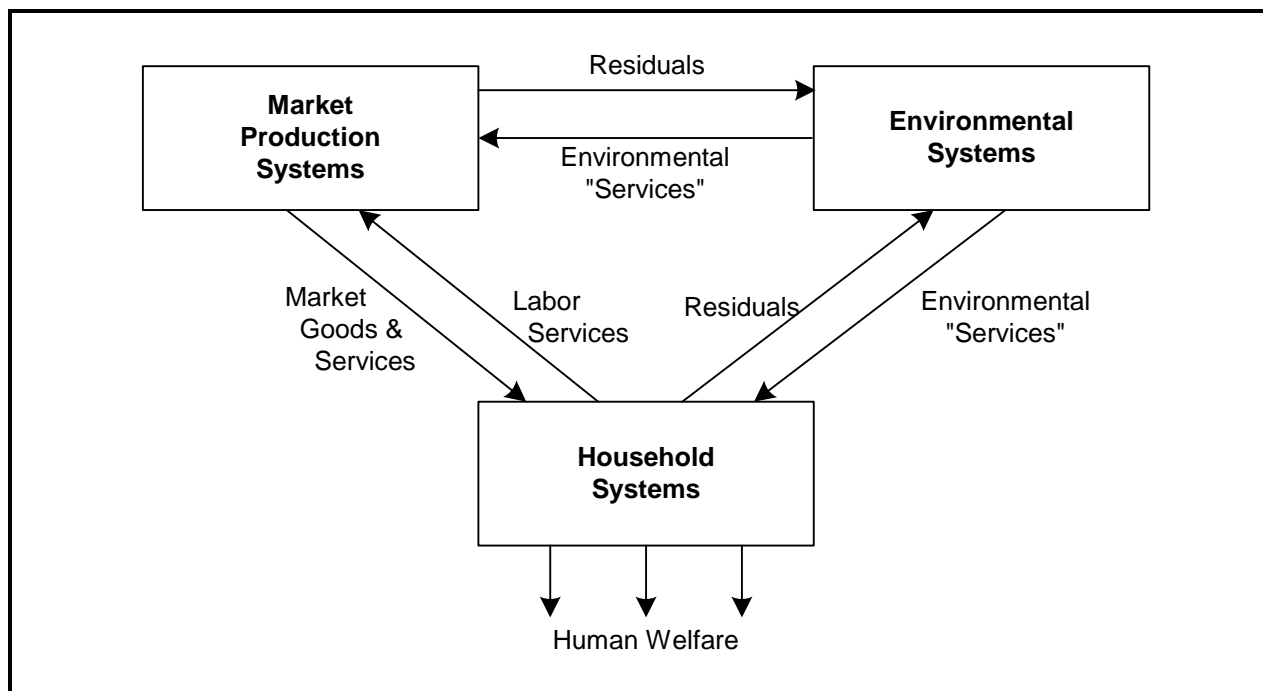 Residuals
Market
Production
Systems
Environmental
Systems
Environmental
"Services"
Market
Goods &
Services
Labor
Services
Residuals
Environmental
"Services"
Household
Systems
Human Welfare